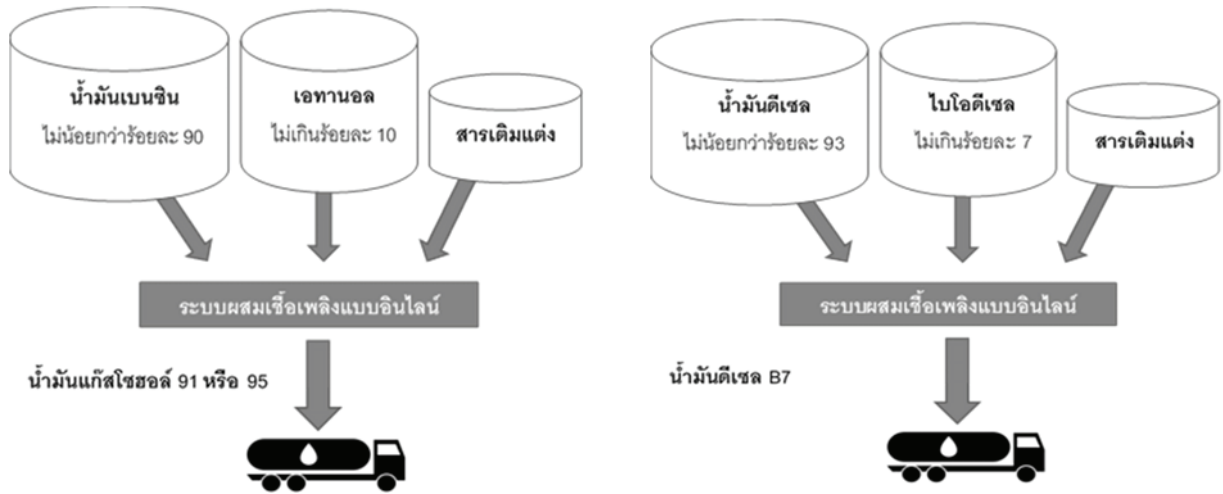 น้ำมันเบนซิน
ไม่น้อยกว่าร้อยละ 90
เอทานอล
ไม่เกินร้อยละ 10
สารเติมแต่ง
ระบบผสมเชื้อเพลิงแบบอินไลน์
น้ำมันแก๊สโซฮอล์ 91 หรือ 95
น้ำมันดีเซล
ไม่น้อยกว่าร้อยละ 93
ไบโอดีเซล
ไม่เกินร้อยละ 7
สารเติมแต่ง
ระบบผสมเชื้อเพลิงแบบอินไลน์
น้ำมันดีเซล B7